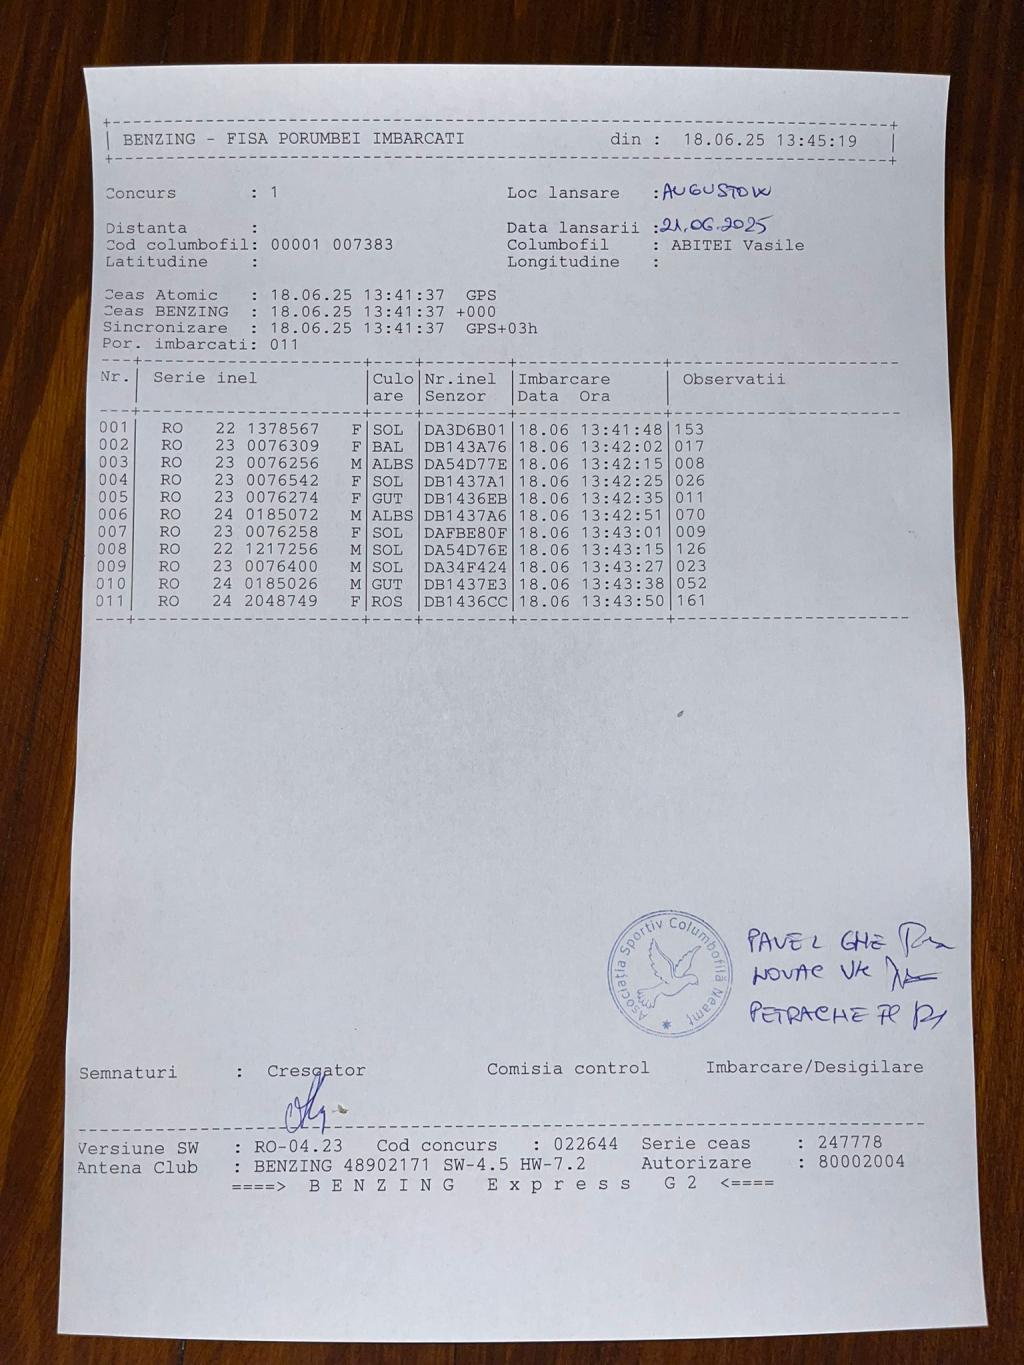 BENZING - FISA PORUMBEI IMBARCATI din : 18.06.25 13:45:19
Concurs : 1 Loc lansare : AUGUSTOW
Distanta : Data lansarii : 21.06.2025
Cod columbofil: 00001 007383 Columbofil : ABITEI Vasile
Latitudine : Longitudine :
Ceas Atomic : 18.06.25 13:41:37 GPS
Ceas BENZING : 18.06.25 13:41:37 +000
Sincronizare : 18.06.25 13:41:37 GPS+03h
Por. imbarcati: 011
Nr. Serie inel Culo Nr.inel Imbarcare Observatii
are Senzor Data Ora
001 RO 22 1378567 F SOL DA3D6B01 18.06 13:41:48 153
002 RO 23 0076309 F BAL DB143A76 18.06 13:42:02 017
003 RO 23 0076256 M ALBS DA54D77E 18.06 13:42:15 008
004 RO 23 0076542 F SOL DB1437A1 18.06 13:42:25 026
005 RO 23 0076274 F GUT DB1436EB 18.06 13:42:35 011
006 RO 24 0185072 M ALBS DB1437A6 18.06 13:42:51 070
007 RO 23 0076258 F SOL DAFBE80F 18.06 13:43:01 009
008 RO 22 1217256 M SOL DA54D76E 18.06 13:43:15 126
009 RO 23 0076400 M SOL DA34F424 18.06 13:43:27 023
010 RO 24 0185026 M GUT DB1437E3 18.06 13:43:38 052
011 RO 24 2048749 F ROS DB1436CC 18.06 13:43:50 161
Asociația Sportiv Columbofilă Neamț
PAVEL GHE
NOVAC
PETRACHE
Semnaturi : Crescator Comisia control Imbarcare/Desigilare
Versiune SW : RO-04.23 Cod concurs : 022644 Serie ceas : 247778
Antena Club : BENZING 48902171 SW-4.5 HW-7.2 Autorizare : 80002004
====> B E N Z I N G E x p r e s s G 2 <====